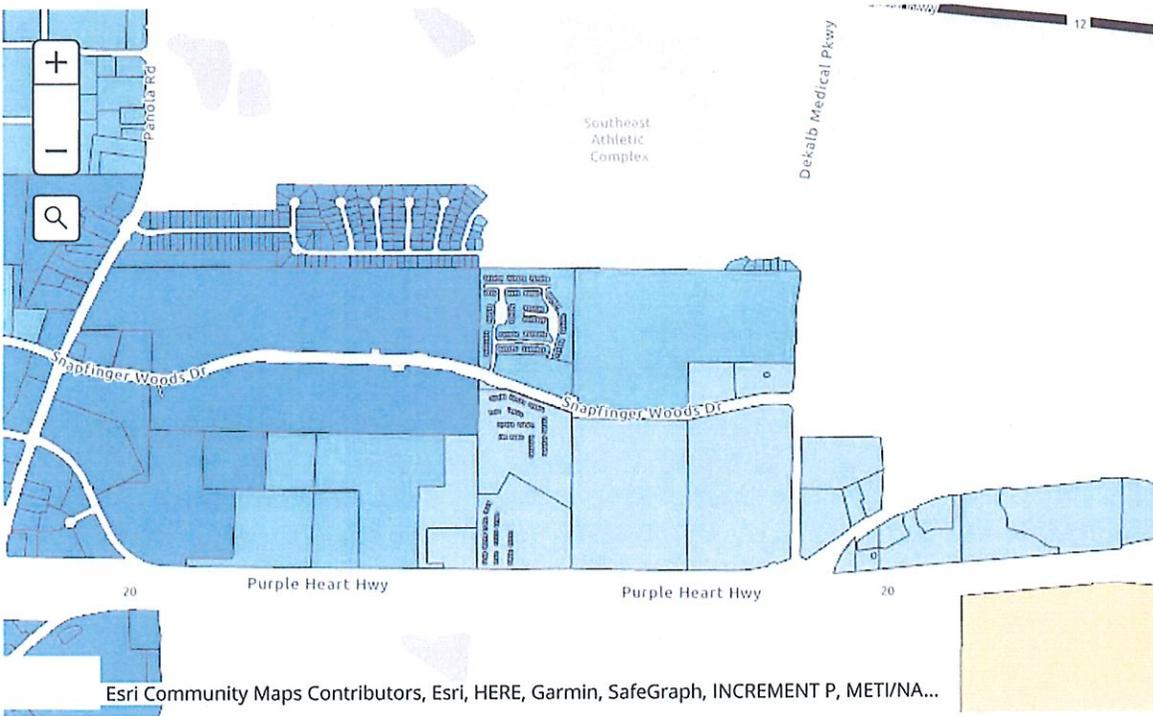 12
Dekalb Medical Pkwy
+
Panola Rd
−
Southeast
Athletic
Complex
Snapfinger Woods Dr
Snapfinger Woods Dr
Purple Heart Hwy
Purple Heart Hwy
20
20
Esri Community Maps Contributors, Esri, HERE, Garmin, SafeGraph, INCREMENT P, METI/NA...